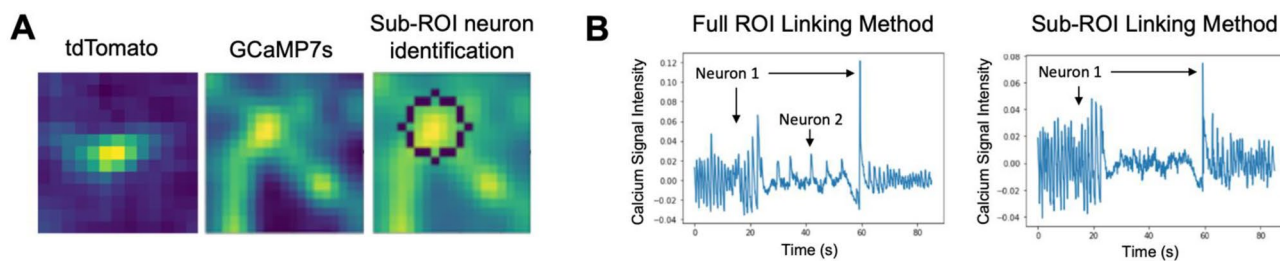 A
tdTomato
GCaMP7s
Sub-ROI neuron
identification
B
Full ROI Linking Method
Calcium Signal Intensity
0.12
0.10
0.08
0.06
0.04
0.02
0.00
−0.02
−0.04
Neuron 1
Neuron 2
0
20
40
60
80
Time (s)
Sub-ROI Linking Method
Calcium Signal Intensity
0.08
0.06
0.04
0.02
0.00
−0.02
−0.04
Neuron 1
0
20
40
60
80
Time (s)